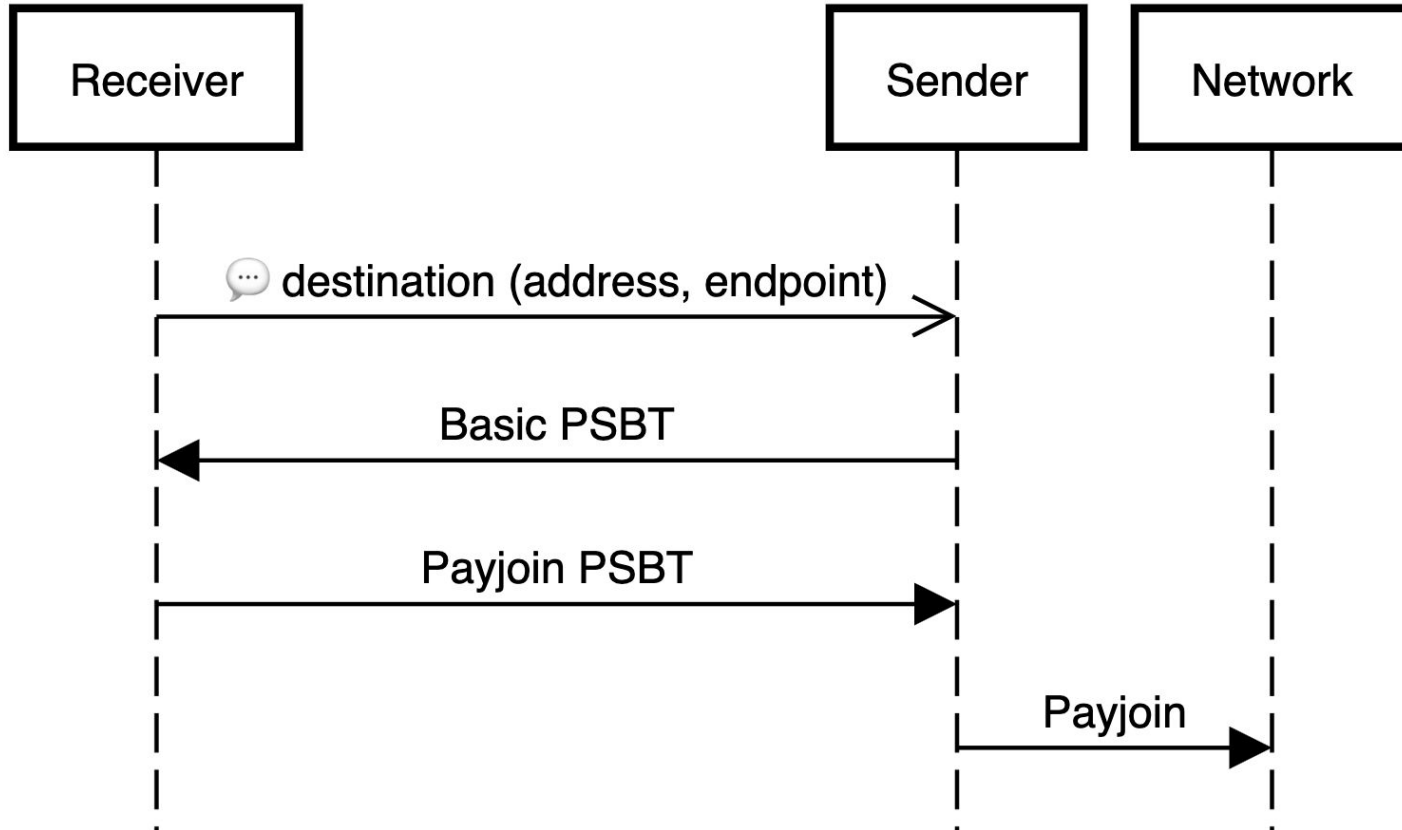 Receiver
Sender
Network
💬 destination (address, endpoint)
Basic PSBT
Payjoin PSBT
Payjoin